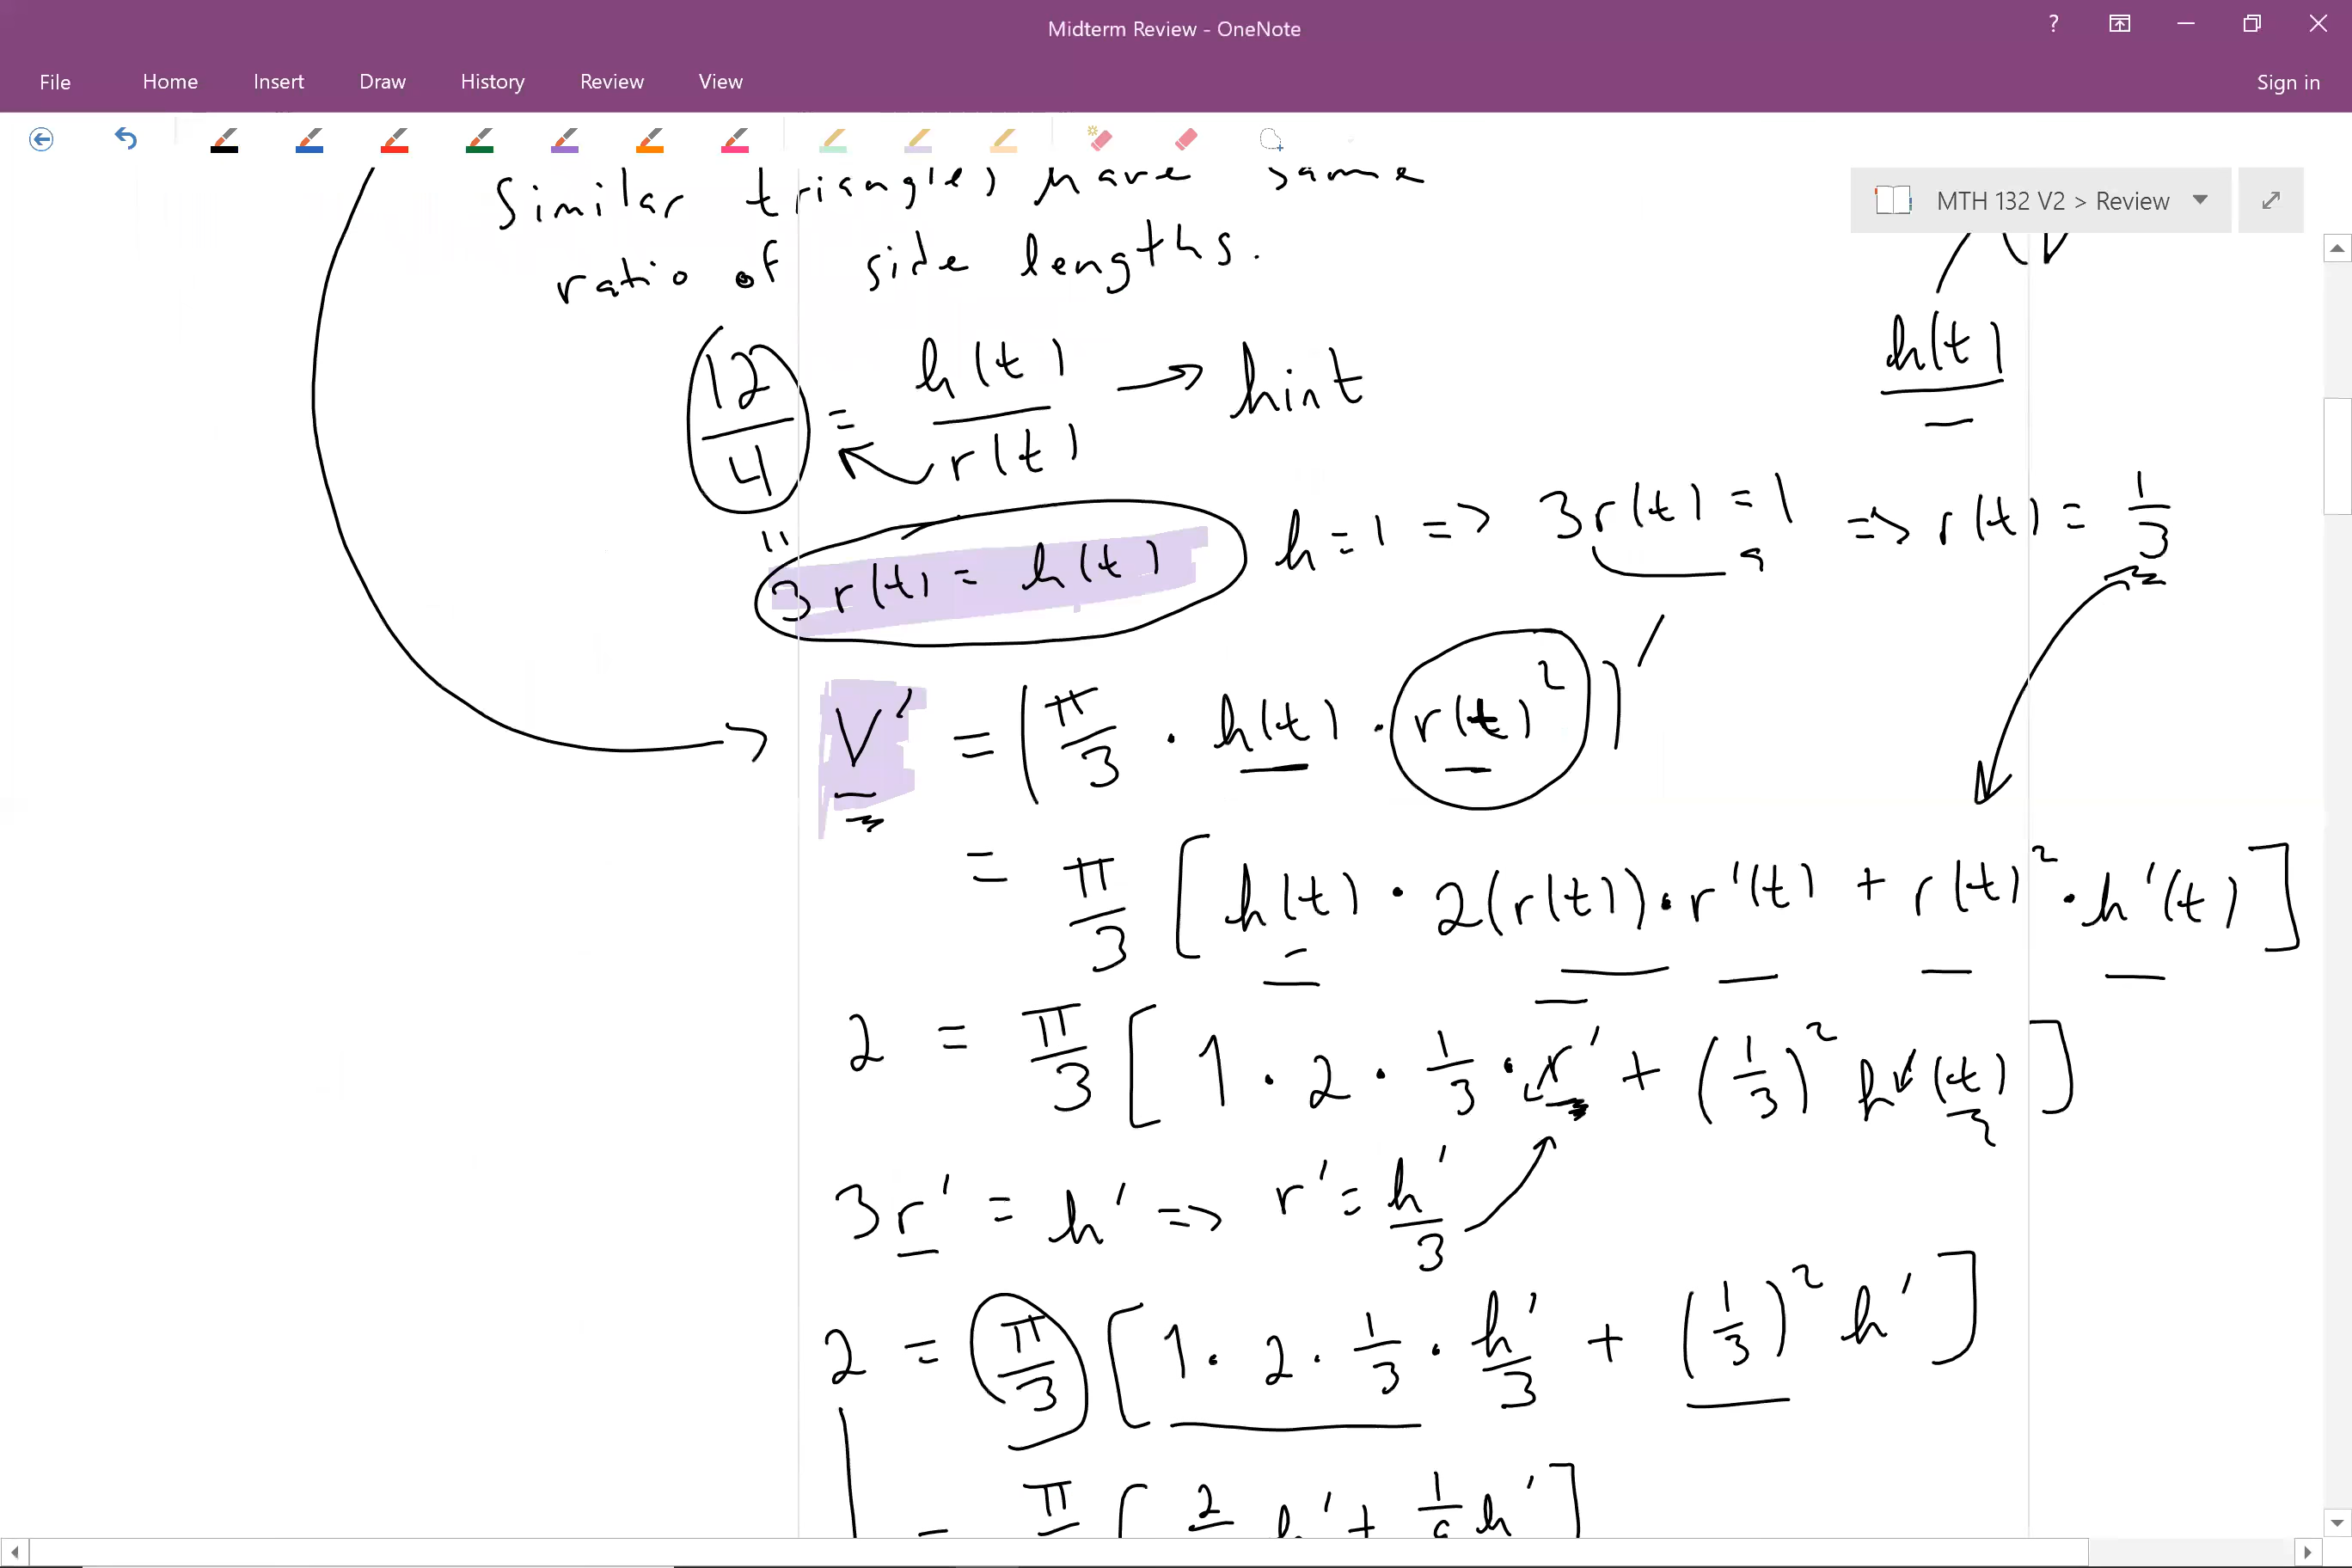 Midterm Review - OneNote
?
File Home Insert Draw History Review View Sign in
MTH 132 V2 > Review
Similar triangles have same
ratio of side lengths.
h(t)
12/4 = h(t)/r(t) → hint
3r(t) = h(t)
h=1 => 3r(t) = 1 => r(t) = 1/3
V' = (π/3 · h(t) · r(t)²)'
= π/3 [h(t) · 2(r(t)) · r'(t) + r(t)² · h'(t)]
2 = π/3 [1 · 2 · 1/3 · r' + (1/3)² h'(t)]
3r' = h' => r' = h'/3
2 = π/3 [1 · 2 · 1/3 · h'/3 + (1/3)² h']
= π [2 h' + 1 h']